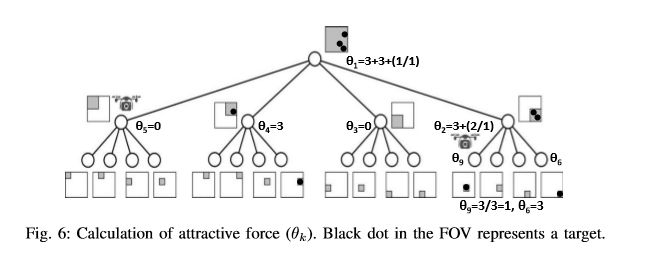 θ₁=3+3+(1/1)
θ₅=0
θ₄=3
θ₃=0
θ₂=3+(2/1)
θ₉
θ₆
θ₉=3/3=1, θ₆=3
Fig. 6: Calculation of attractive force (θₖ). Black dot in the FOV represents a target.